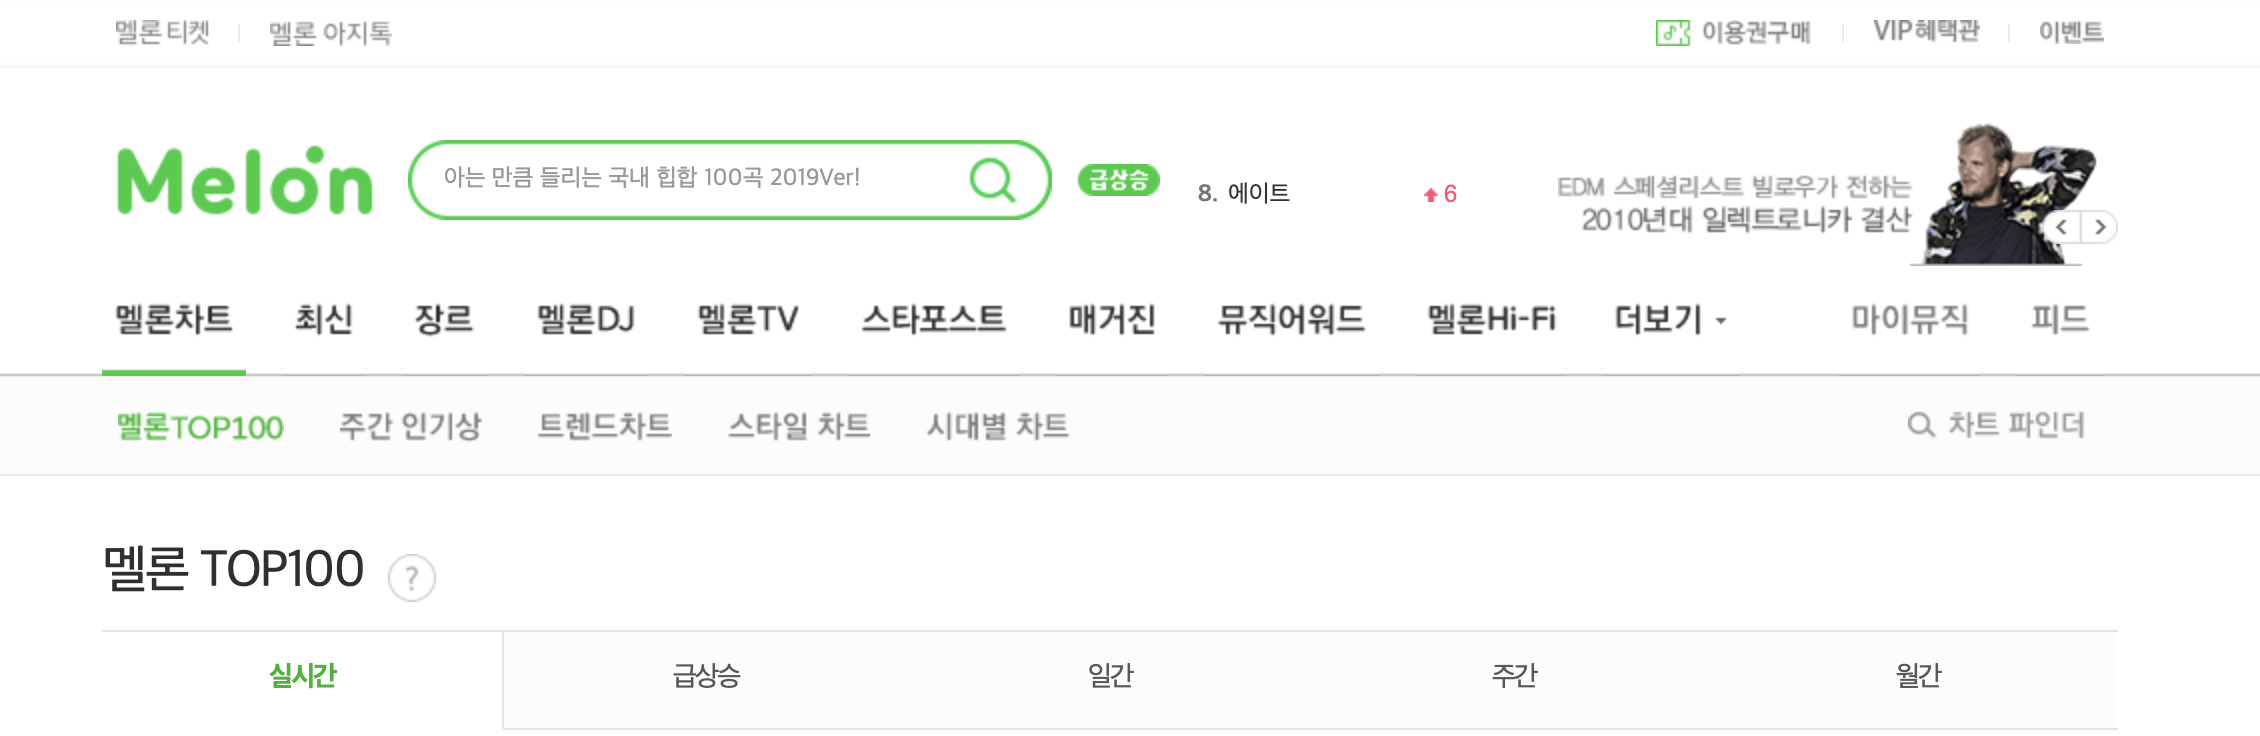 멜론 티켓
멜론 아지톡
이용권구매
VIP혜택관
이벤트
Melon
아는 만큼 들리는 국내 힙합 100곡 2019Ver!
급상승
8. 에이트
6
EDM 스페셜리스트 빌로우가 전하는
2010년대 일렉트로니카 결산
멜론차트
최신
장르
멜론DJ
멜론TV
스타포스트
매거진
뮤직어워드
멜론Hi-Fi
더보기
마이뮤직
피드
멜론TOP100
주간 인기상
트렌드차트
스타일 차트
시대별 차트
차트 파인더
멜론 TOP100
?
실시간
급상승
일간
주간
월간